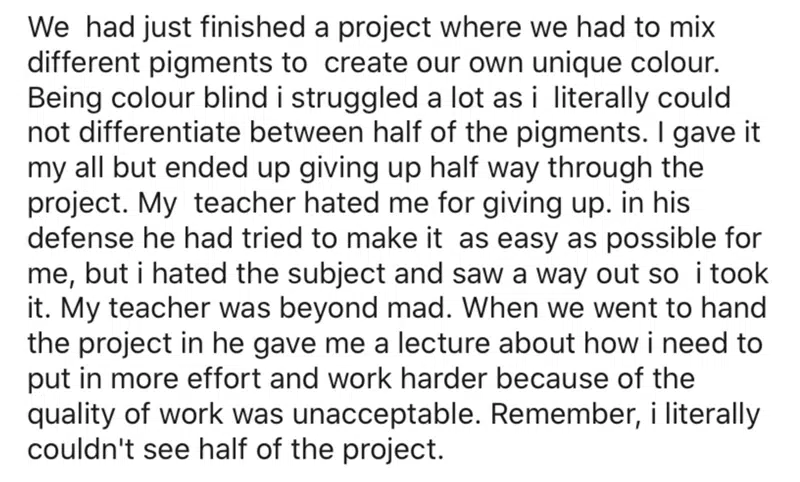 We had just finished a project where we had to mix
different pigments to create our own unique colour.
Being colour blind i struggled a lot as i literally could
not differentiate between half of the pigments. I gave it
my all but ended up giving up half way through the
project. My teacher hated me for giving up. in his
defense he had tried to make it as easy as possible for
me, but i hated the subject and saw a way out so i took
it. My teacher was beyond mad. When we went to hand
the project in he gave me a lecture about how i need to
put in more effort and work harder because of the
quality of work was unacceptable. Remember, i literally
couldn't see half of the project.